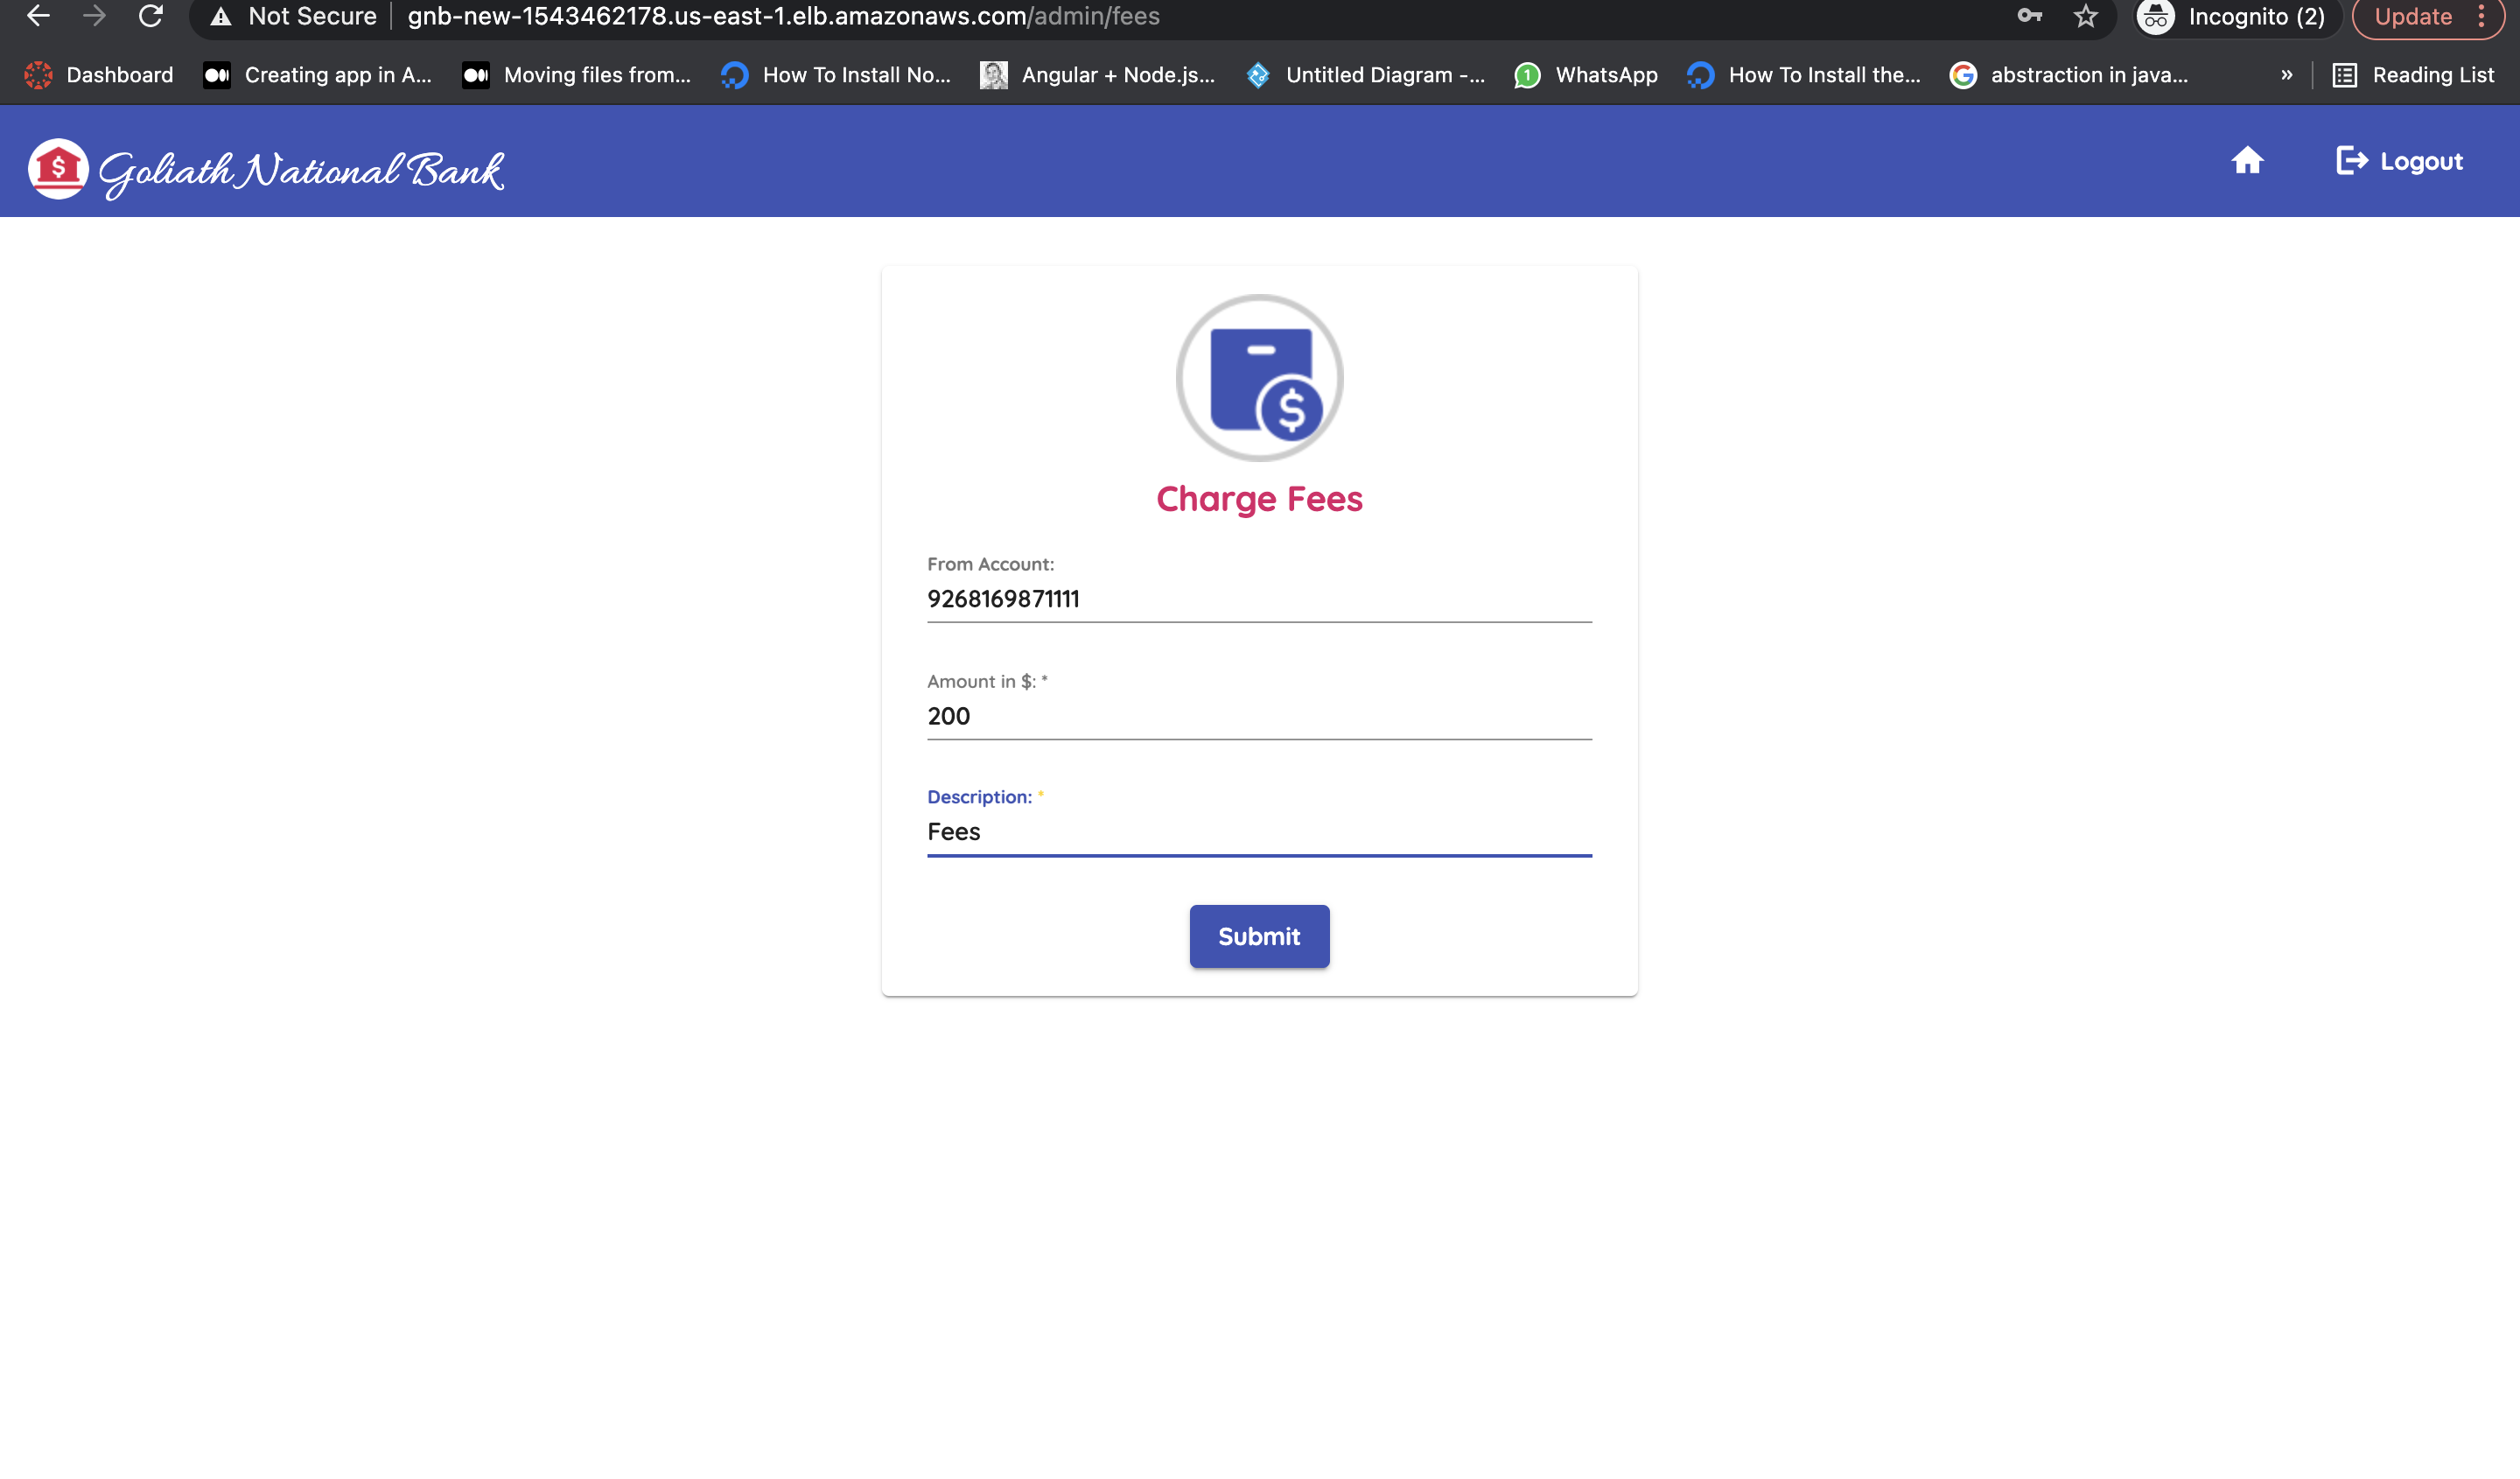 Not Secure gnb-new-1543462178.us-east-1.elb.amazonaws.com/admin/fees Incognito (2) Update
Dashboard Creating app in A... Moving files from... How To Install No... Angular + Node.js... Untitled Diagram -... 1 WhatsApp How To Install the... abstraction in java... » Reading List
$ Goliath National Bank Logout
$
Charge Fees
From Account:
9268169871111
Amount in $: *
200
Description: *
Fees
Submit